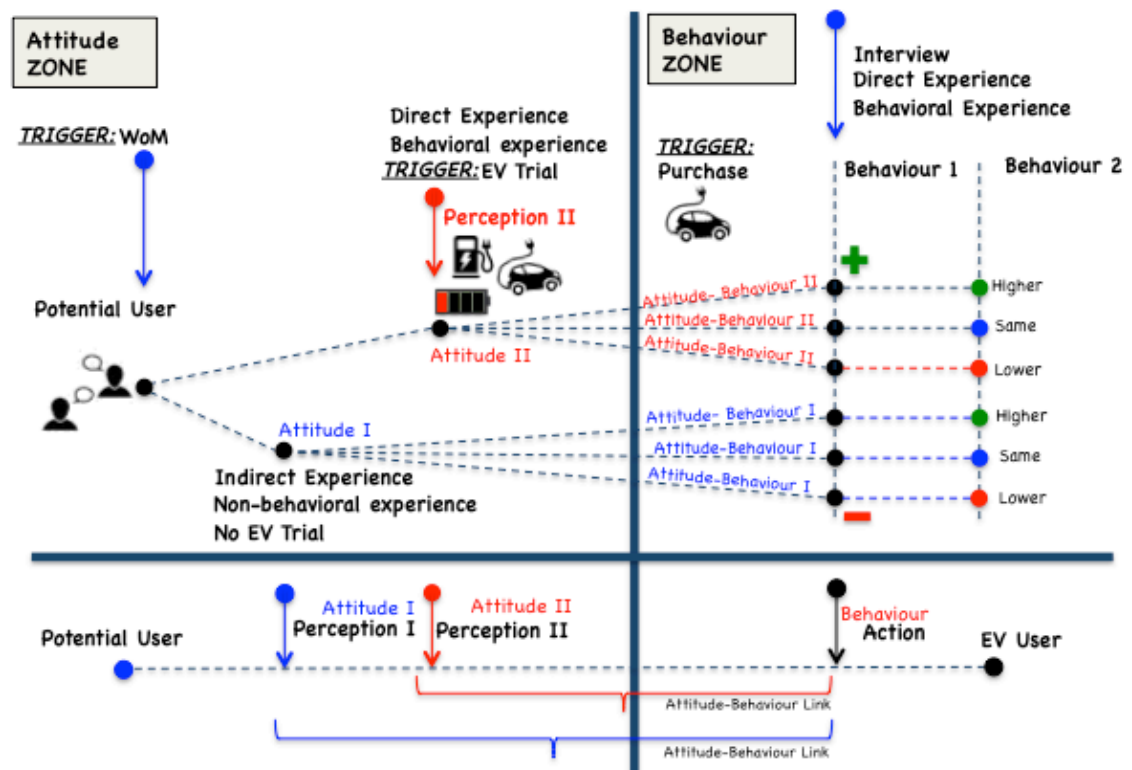 Attitude
ZONE
Behaviour
ZONE
Interview
Direct Experience
Behavioral Experience
TRIGGER: WoM
Direct Experience
Behavioral experience
TRIGGER: EV Trial
TRIGGER:
Purchase
Behaviour 1
Behaviour 2
Perception II
Potential User
Attitude- Behaviour II
Higher
Attitude-Behaviour II
Same
Attitude-Behaviour II
Lower
Attitude II
Attitude I
Attitude- Behaviour I
Higher
Attitude-Behaviour I
Same
Attitude-Behaviour I
Lower
Indirect Experience
Non-behavioral experience
No EV Trial
Potential User
Attitude I
Perception I
Attitude II
Perception II
Behaviour
Action
EV User
Attitude-Behaviour Link
Attitude-Behaviour Link